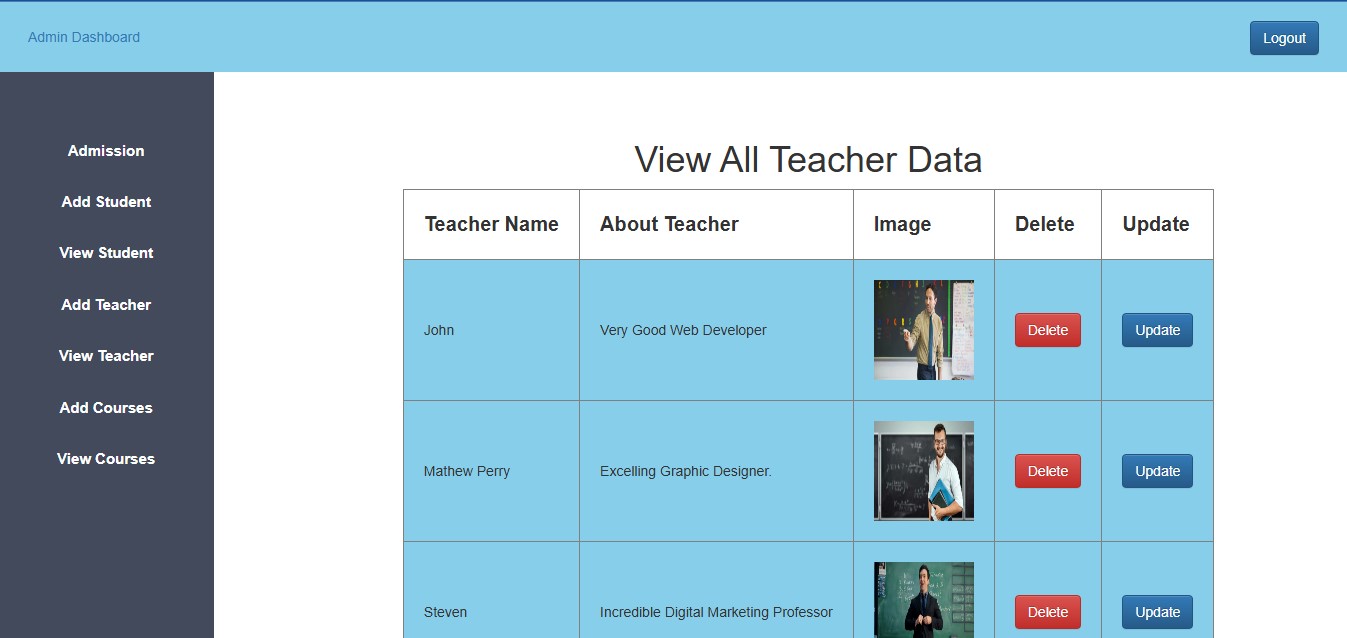 Admin Dashboard
Logout
Admission
Add Student
View Student
Add Teacher
View Teacher
Add Courses
View Courses
View All Teacher Data
Teacher Name About Teacher Image Delete Update
John Very Good Web Developer Delete Update
Mathew Perry Excelling Graphic Designer. Delete Update
Steven Incredible Digital Marketing Professor Delete Update